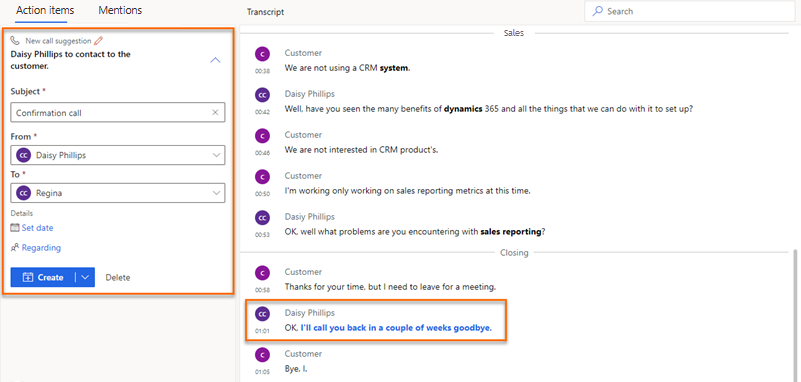 Action items
Mentions
New call suggestion
Daisy Phillips to contact to the
customer.
Subject *
Confirmation call
From *
CC Daisy Phillips
To *
CC Regina
Details
Set date
Regarding
Create
Delete
Transcript
Search
Sales
C Customer
00:38 We are not using a CRM system.
CC Daisy Phillips
00:42 Well, have you seen the many benefits of dynamics 365 and all the things that we can do with it to set up?
C Customer
00:46 We are not interested in CRM product's.
C Customer
00:50 I'm working only working on sales reporting metrics at this time.
CC Daisy Phillips
00:53 OK, well what problems are you encountering with sales reporting?
Closing
C Customer
00:58 Thanks for your time, but I need to leave for a meeting.
CC Daisy Phillips
01:01 OK, I'll call you back in a couple of weeks goodbye.
C Customer
01:05 Bye, I.